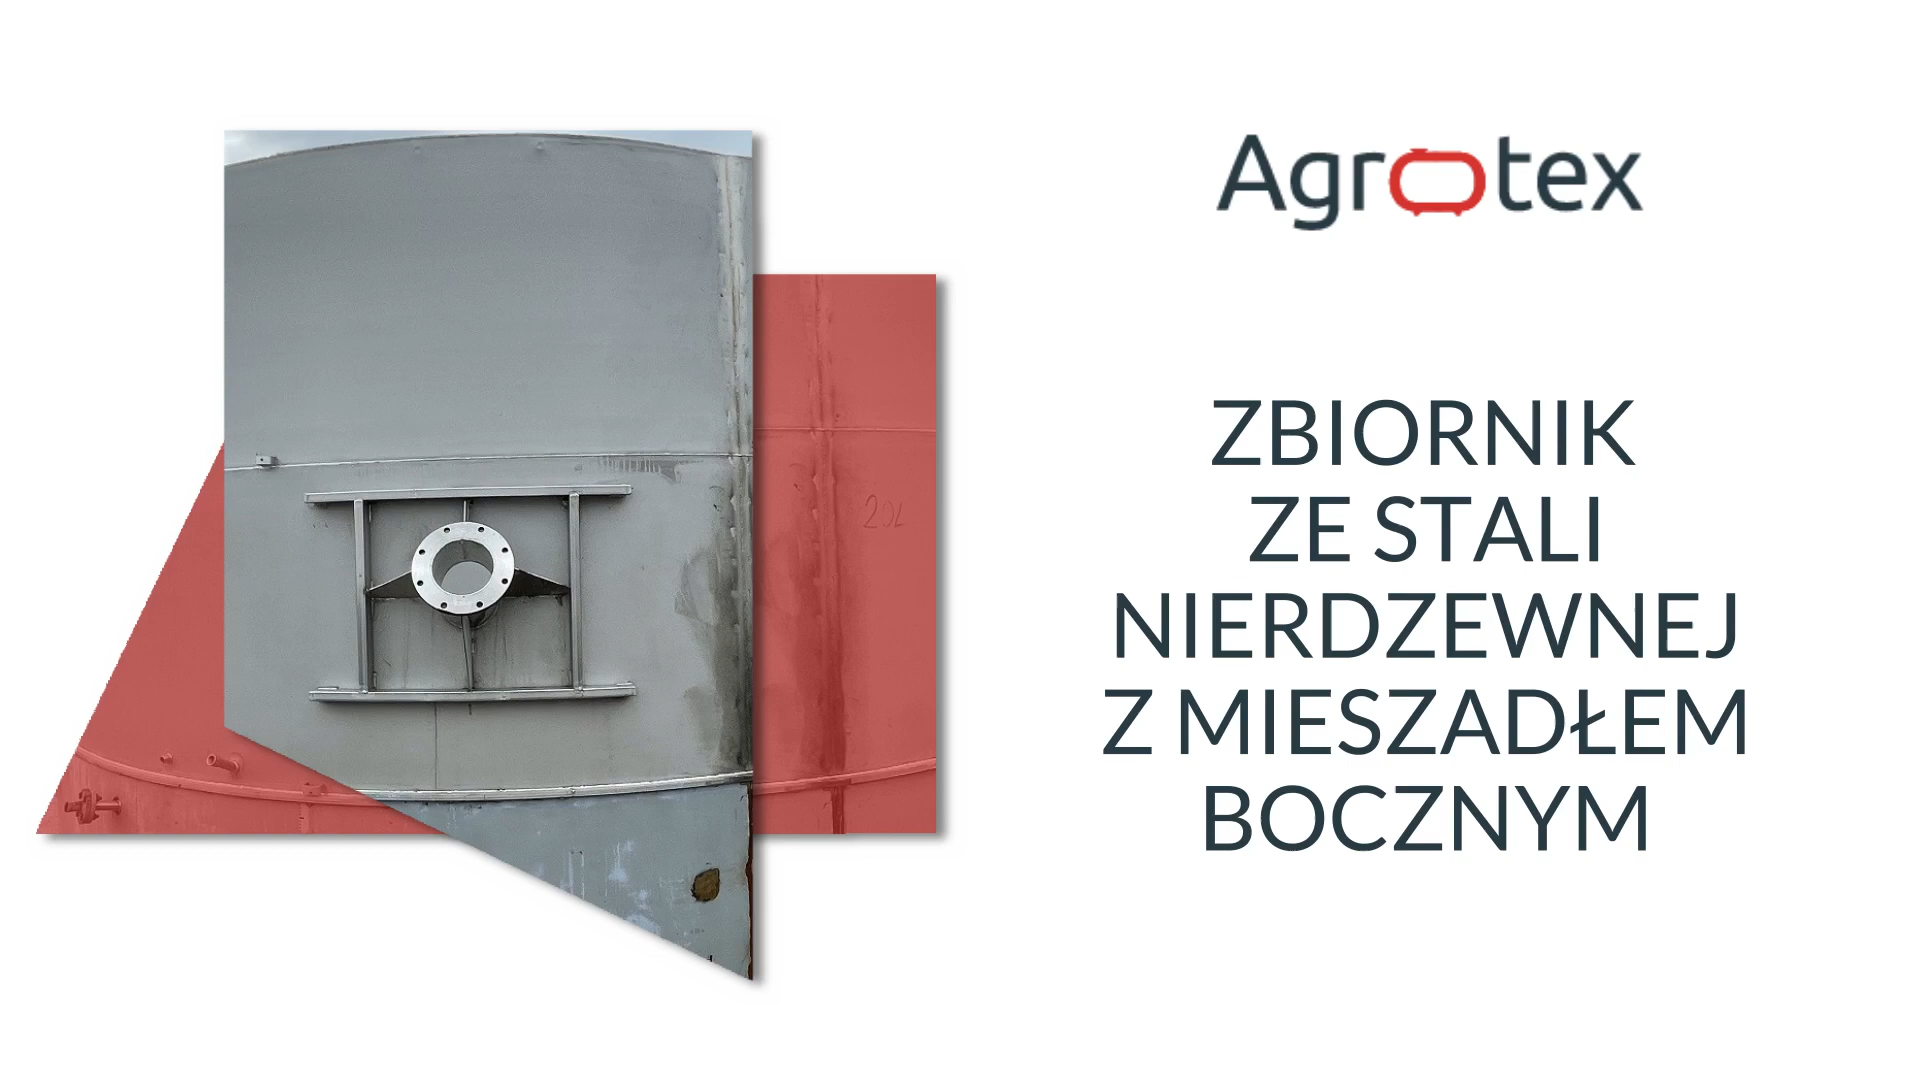 Agrotex
ZBIORNIK
ZE STALI
NIERDZEWNEJ
Z MIESZADŁEM
BOCZNYM